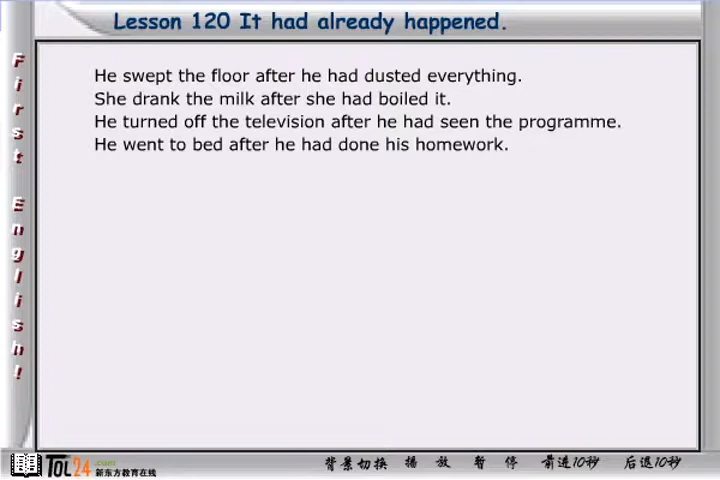 Lesson 120 It had already happened.
He swept the floor after he had dusted everything.
She drank the milk after she had boiled it.
He turned off the television after he had seen the programme.
He went to bed after he had done his homework.
First English!
TOL24.com 新东方教育在线
背景切换 播放 暂停 前进10秒 后退10秒